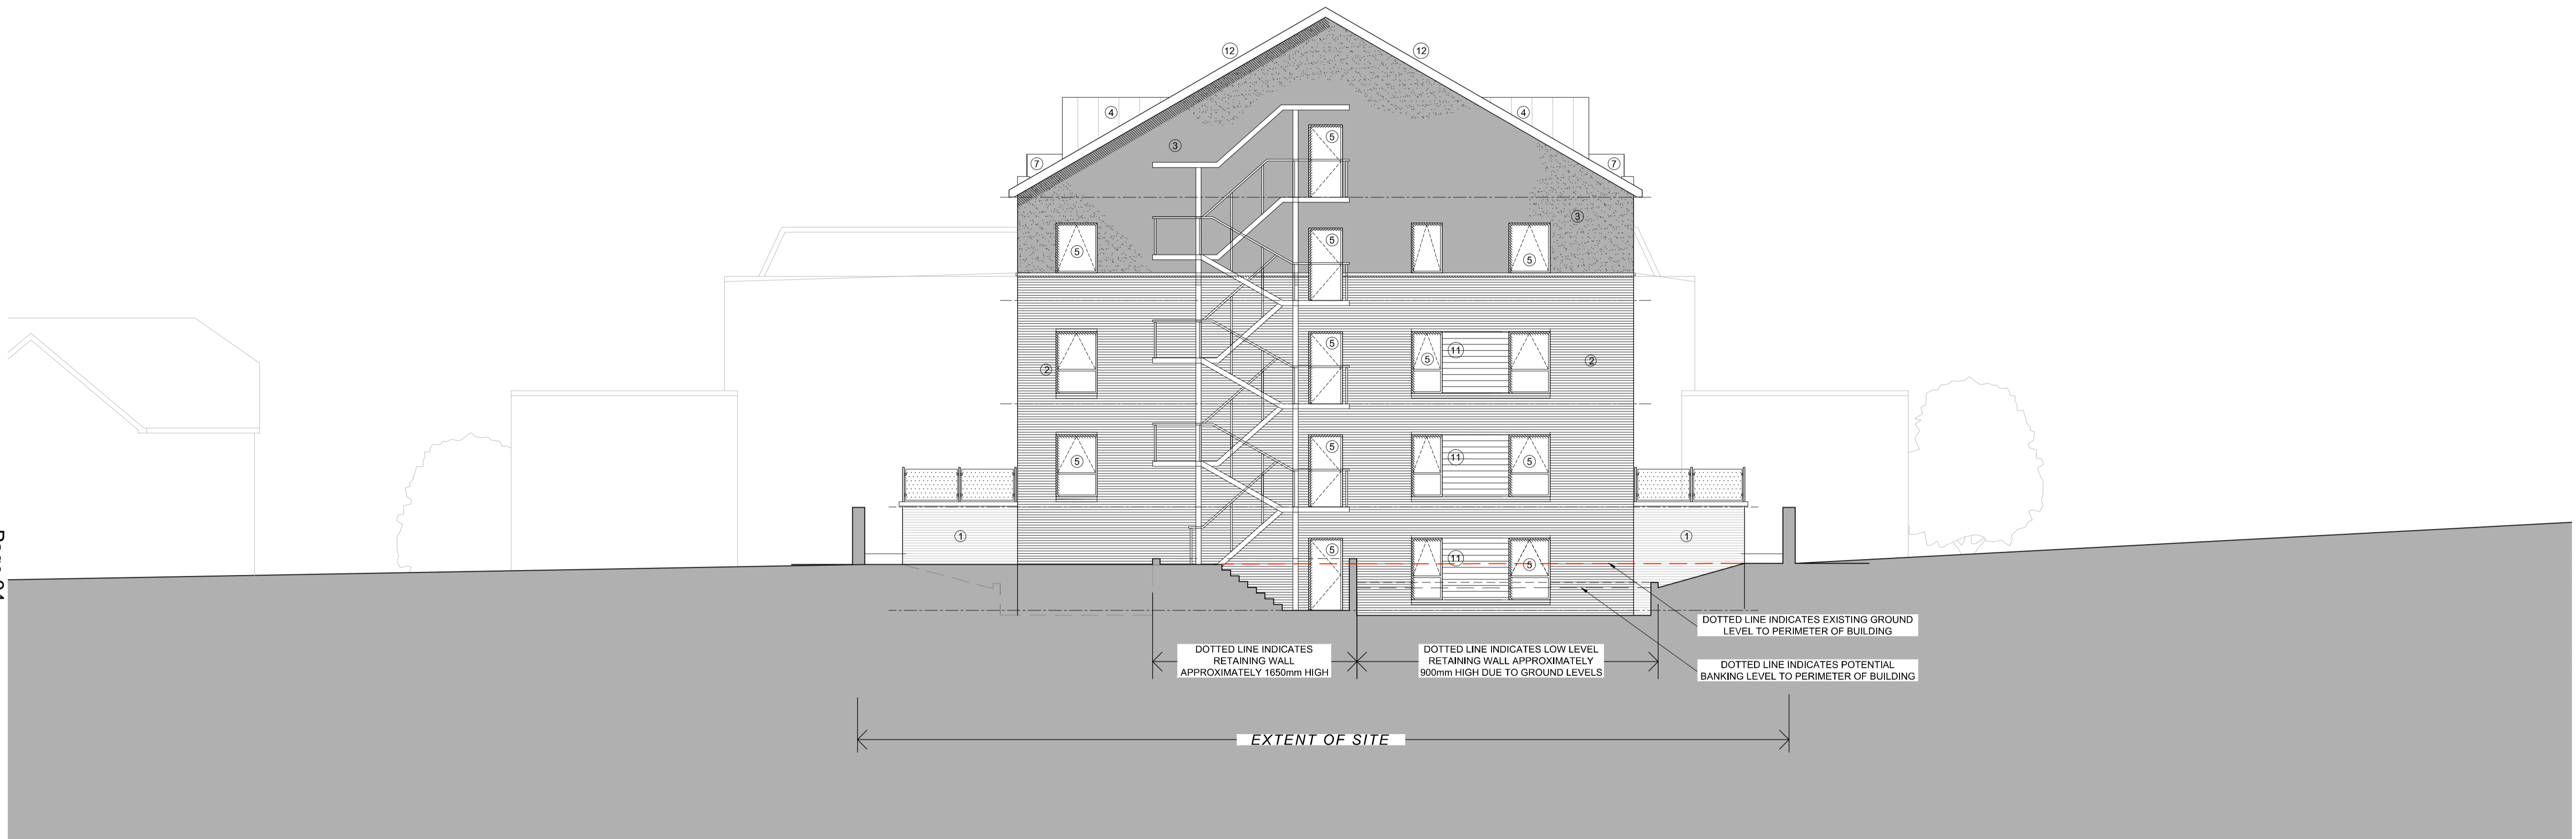 12 12
4 4
5
3
7 7
3
5
5 5
5
11
5
2 2
5
5
11
5 5
1 1
5
11
5
DOTTED LINE INDICATES EXISTING GROUND
LEVEL TO PERIMETER OF BUILDING
DOTTED LINE INDICATES
RETAINING WALL
APPROXIMATELY 1650mm HIGH
DOTTED LINE INDICATES LOW LEVEL
RETAINING WALL APPROXIMATELY
900mm HIGH DUE TO GROUND LEVELS
DOTTED LINE INDICATES POTENTIAL
BANKING LEVEL TO PERIMETER OF BUILDING
EXTENT OF SITE